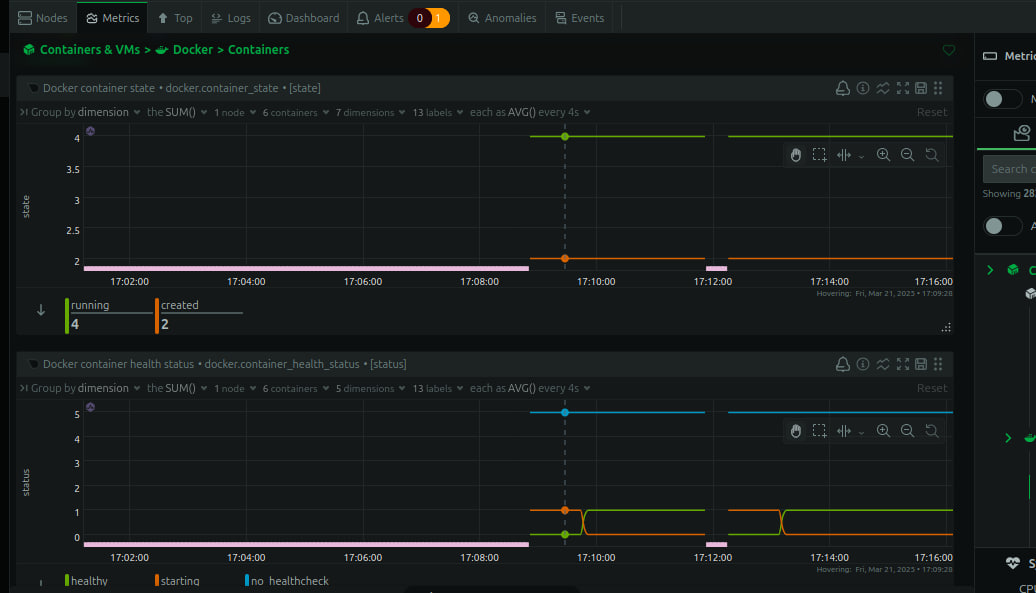 Nodes Metrics Top Logs Dashboard Alerts 0 1 Anomalies Events
Containers & VMs > Docker > Containers
Metric
Docker container state • docker.container_state • [state]
Group by dimension the SUM() 1 node 6 containers 7 dimensions 13 labels each as AVG() every 4s Reset
4
3.5
3
2.5
2
state
17:02:00 17:04:00 17:06:00 17:08:00 17:10:00 17:12:00 17:14:00 17:16:00
Hovering: Fri, Mar 21, 2025 • 17:09:28
running created
4 2
Search c
Showing 28
Docker container health status • docker.container_health_status • [status]
Group by dimension the SUM() 1 node 6 containers 5 dimensions 13 labels each as AVG() every 4s Reset
5
4
3
2
1
0
status
17:02:00 17:04:00 17:06:00 17:08:00 17:10:00 17:12:00 17:14:00 17:16:00
Hovering: Fri, Mar 21, 2025 • 17:09:28
healthy starting no_healthcheck
S
CPU